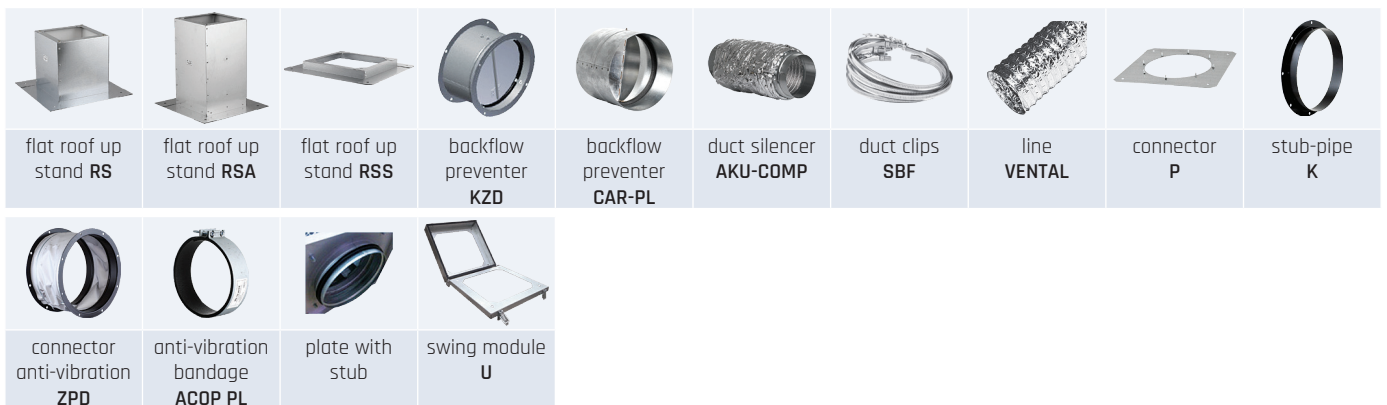 flat roof up
stand RS
flat roof up
stand RSA
flat roof up
stand RSS
backflow
preventer
KZD
backflow
preventer
CAR-PL
duct silencer
AKU-COMP
duct clips
SBF
line
VENTAL
connector
P
stub-pipe
K
connector
anti-vibration
ZPD
anti-vibration
bandage
ACOP PL
plate with
stub
swing module
U